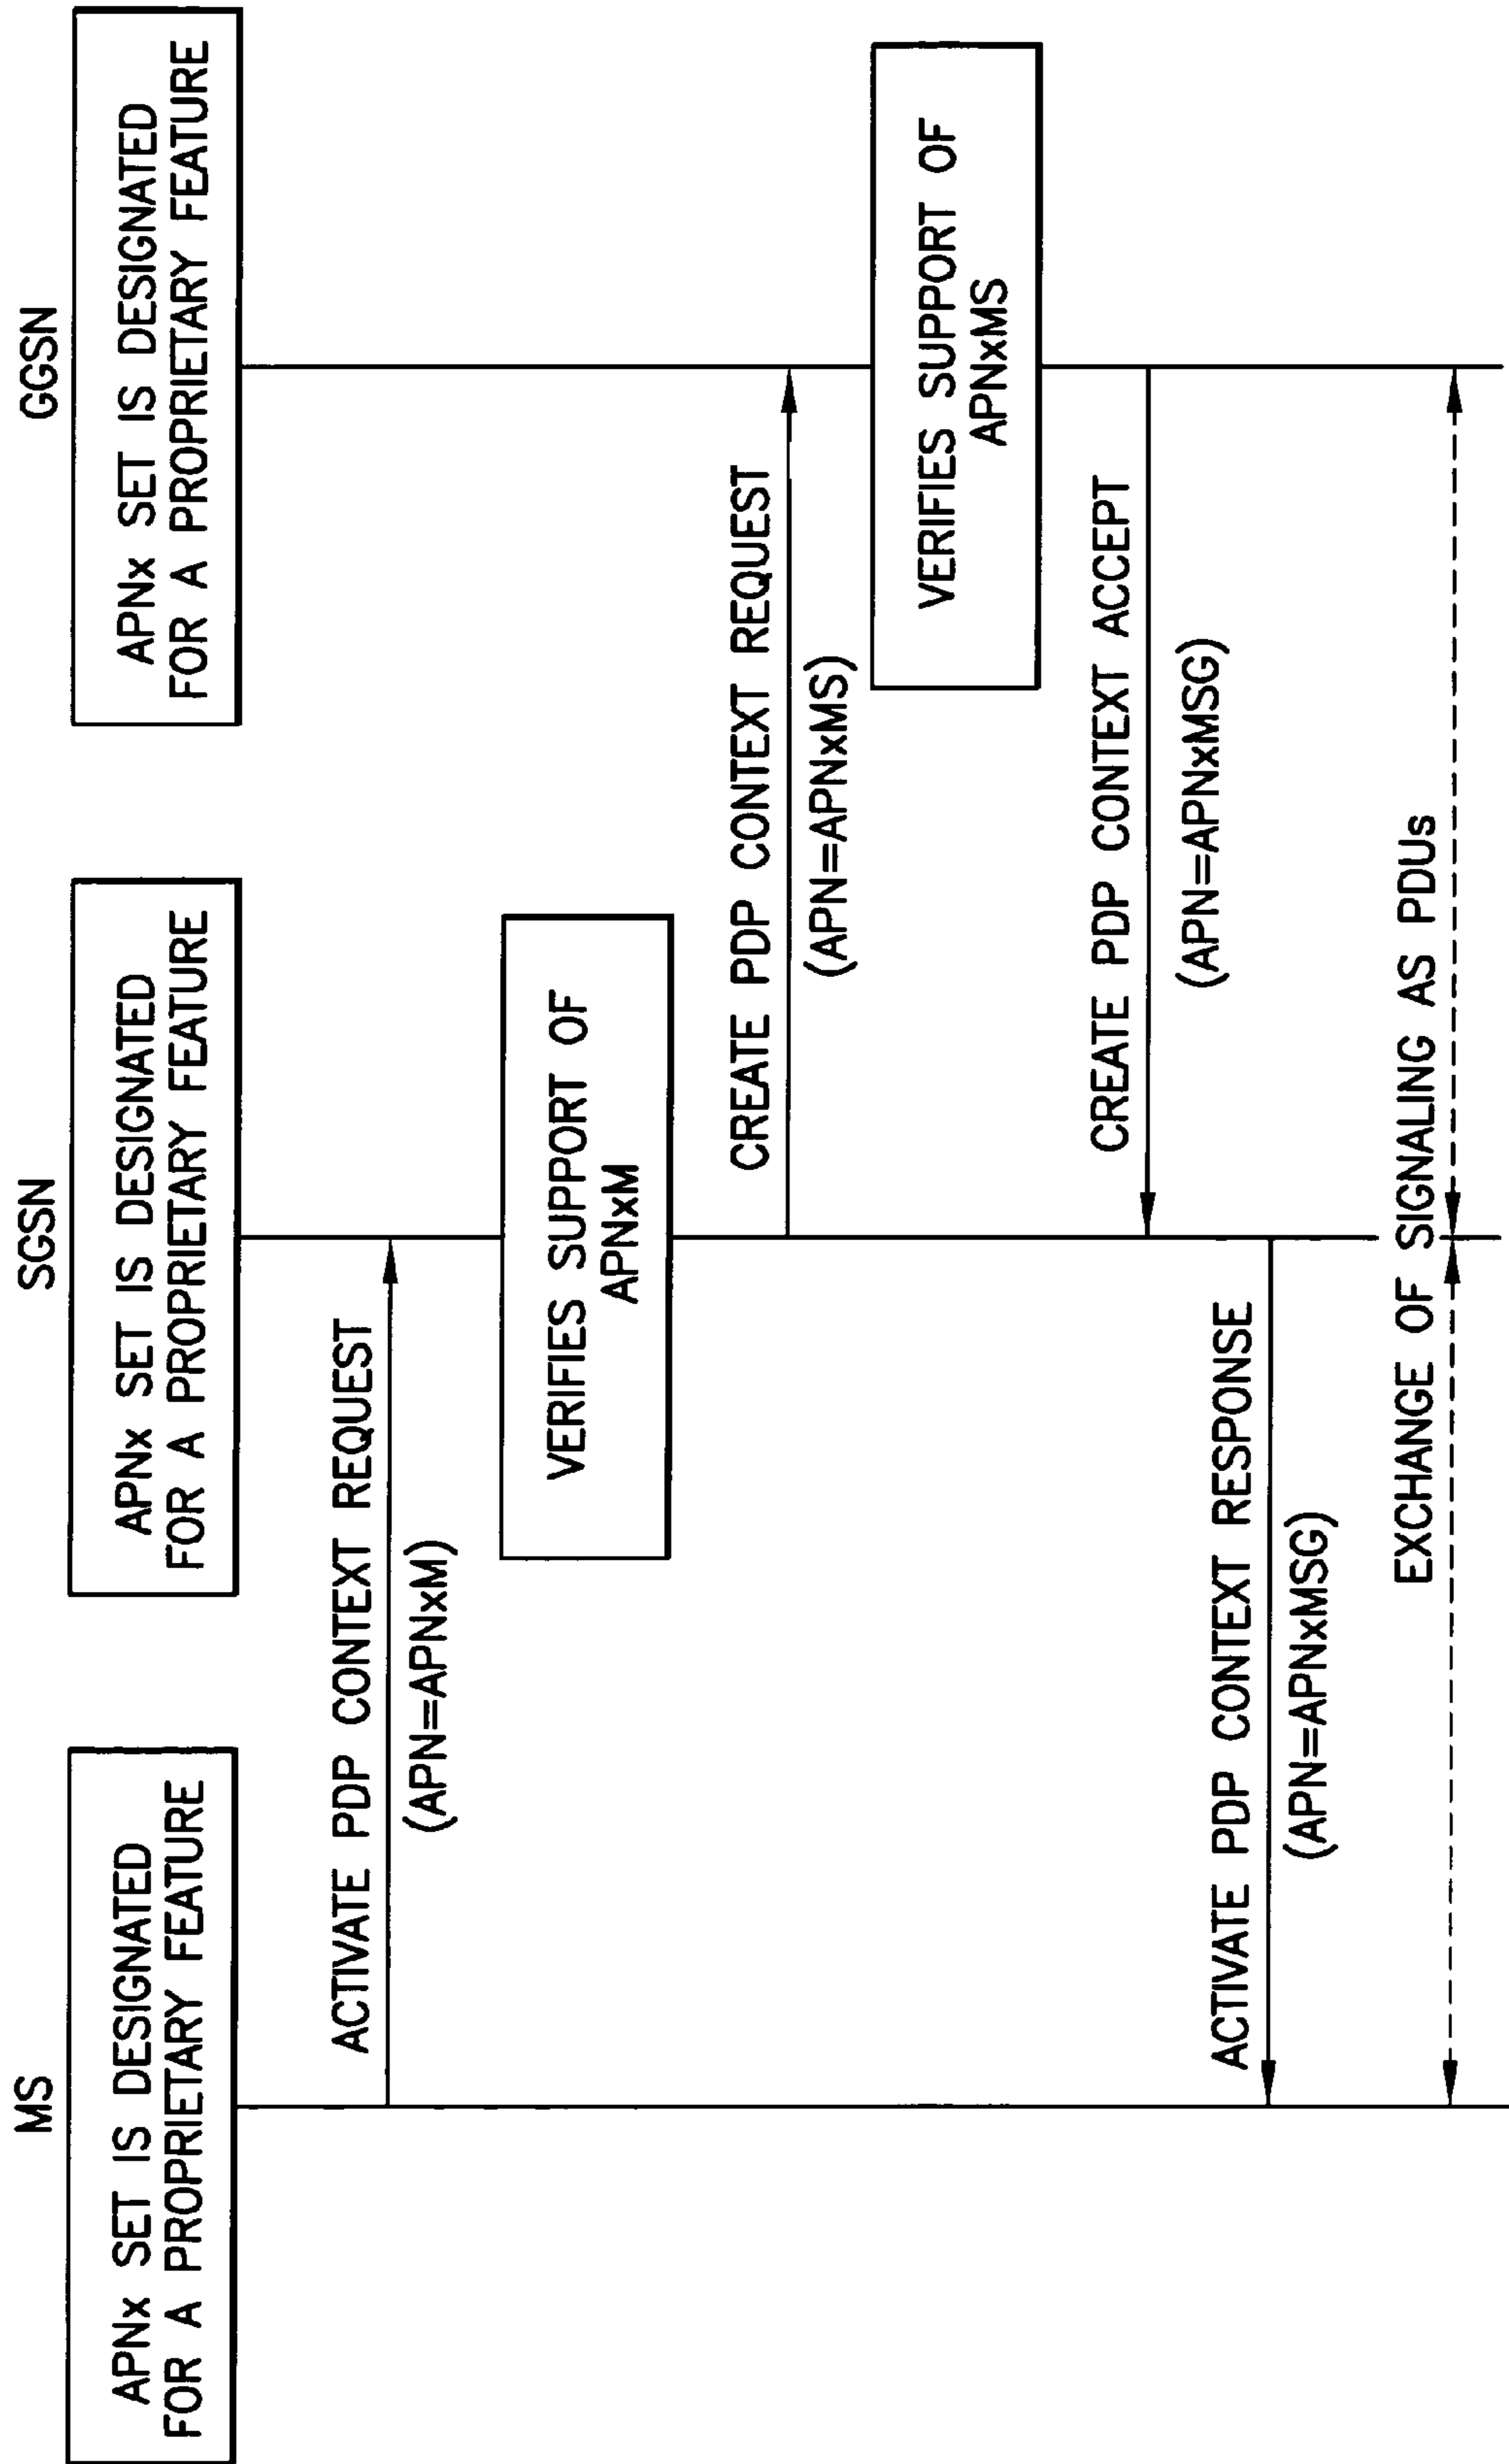 MS
SGSN
GGSN
APNx SET IS DESIGNATED
FOR A PROPRIETARY FEATURE
APNx SET IS DESIGNATED
FOR A PROPRIETARY FEATURE
APNx SET IS DESIGNATED
FOR A PROPRIETARY FEATURE
ACTIVATE PDP CONTEXT REQUEST
(APN=APNxM)
VERIFIES SUPPORT OF
APNxM
CREATE PDP CONTEXT REQUEST
(APN=APNxMS)
VERIFIES SUPPORT OF
APNxMS
CREATE PDP CONTEXT ACCEPT
(APN=APNxMSG)
ACTIVATE PDP CONTEXT RESPONSE
(APN=APNxMSG)
EXCHANGE OF SIGNALING AS PDUs